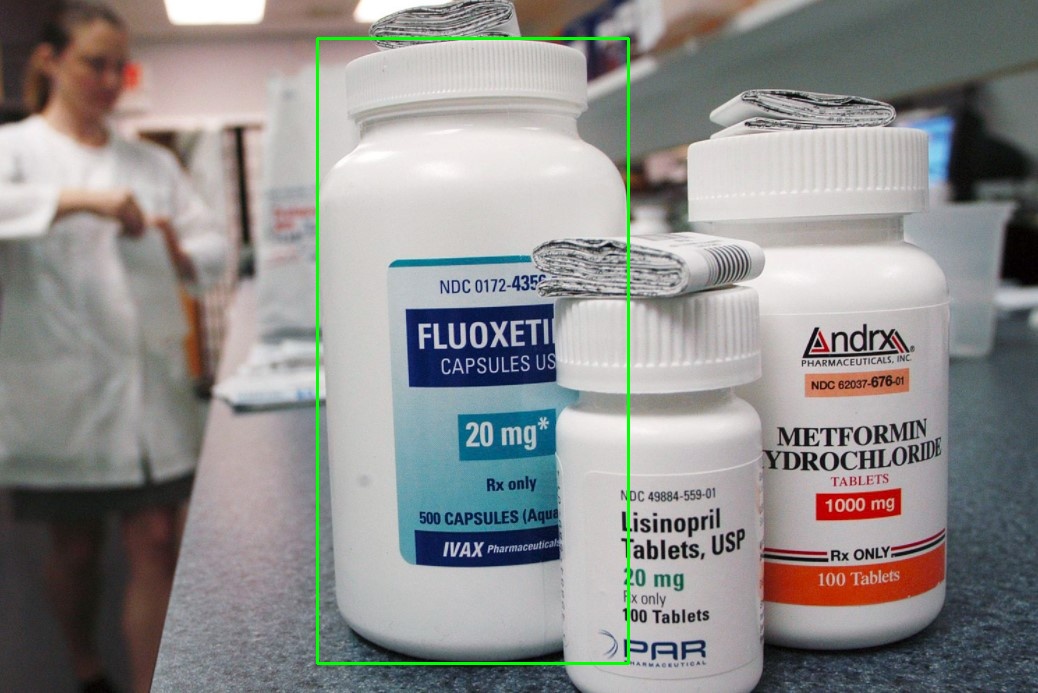 NDC 0172-4356
FLUOXETI
CAPSULES US
20 mg*
Rx only
500 CAPSULES (Aqua
IVAX Pharmaceuticals
NDC 49884-559-01
Lisinopril
Tablets, USP
20 mg
Rx only
100 Tablets
PAR
PHARMACEUTICAL
Andrx®
PHARMACEUTICALS, INC.
NDC 62037-676-01
METFORMIN
YDROCHLORIDE
TABLETS
1000 mg
Rx ONLY
100 Tablets